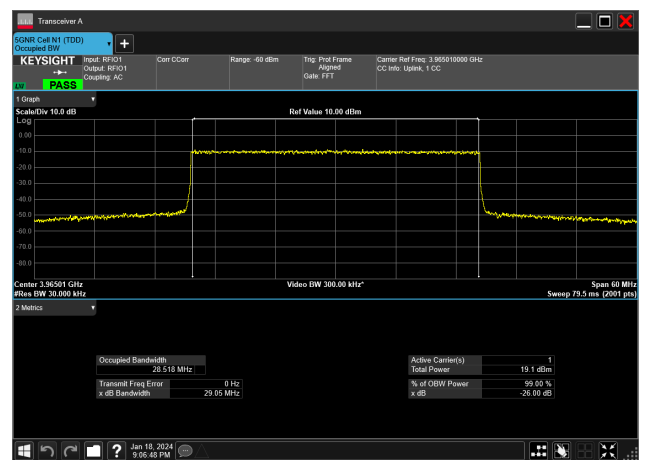 Transceiver A
5GNR Cell N1 (TDD)
Occupied BW
KEYSIGHT
LV
PASS
Input: RFIO1
Output: RFIO1
Coupling: AC
Corr CCorr
Range: -60 dBm
Trig: Prot Frame
Aligned
Gate: FFT
Carrier Ref Freq: 3.965010000 GHz
CC Info: Uplink, 1 CC
1 Graph
Scale/Div 10.0 dB
Ref Value 10.00 dBm
Log
0.00
-10.0
-20.0
-30.0
-40.0
-50.0
-60.0
-70.0
-80.0
Center 3.96501 GHz
Video BW 300.00 kHz*
Span 60 MHz
#Res BW 30.000 kHz
Sweep 79.5 ms (2001 pts)
2 Metrics
Occupied Bandwidth
28.518 MHz
Transmit Freq Error 0 Hz
x dB Bandwidth 29.05 MHz
Active Carrier(s) 1
Total Power 19.1 dBm
% of OBW Power 99.00 %
x dB -26.00 dB
Jan 18, 2024
9:06:48 PM